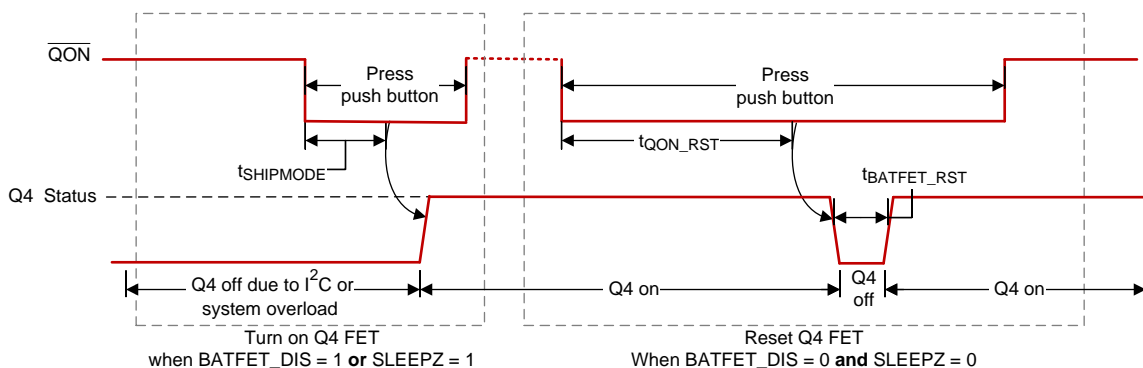 QON
Press
push button
Press
push button
tSHIPMODE
tQON_RST
tBATFET_RST
Q4 Status
Q4 off due to I2C or
system overload
Q4 on
Q4
off
Q4 on
Turn on Q4 FET
when BATFET_DIS = 1 or SLEEPZ = 1
Reset Q4 FET
When BATFET_DIS = 0 and SLEEPZ = 0